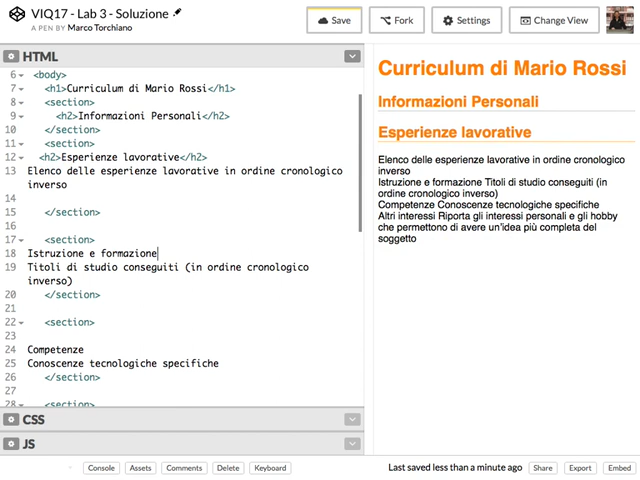 VIQ17 - Lab 3 - Soluzione
A PEN BY Marco Torchiano
Save
Fork
Settings
Change View
HTML
6 <body>
7 <h1>Curriculum di Mario Rossi</h1>
8 <section>
9 <h2>Informazioni Personali</h2>
10 </section>
11 <section>
12 <h2>Esperienze lavorative</h2>
13 Elenco delle esperienze lavorative in ordine cronologico
inverso
14
15 </section>
16
17 <section>
18 Istruzione e formazione
19 Titoli di studio conseguiti (in ordine cronologico
inverso)
20 </section>
21
22 <section>
23
24 Competenze
25 Conoscenze tecnologiche specifiche
26 </section>
27
28 <section>
CSS
JS
Curriculum di Mario Rossi
Informazioni Personali
Esperienze lavorative
Elenco delle esperienze lavorative in ordine cronologico
inverso
Istruzione e formazione Titoli di studio conseguiti (in
ordine cronologico inverso)
Competenze Conoscenze tecnologiche specifiche
Altri interessi Riporta gli interessi personali e gli hobby
che permettono di avere un'idea più completa del
soggetto
Console
Assets
Comments
Delete
Keyboard
Last saved less than a minute ago
Share
Export
Embed